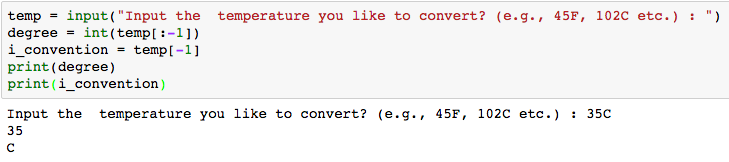 temp = input("Input the  temperature you like to convert? (e.g., 45F, 102C etc.) : ")
degree = int(temp[:-1])
i_convention = temp[-1]
print(degree)
print(i_convention)
Input the  temperature you like to convert? (e.g., 45F, 102C etc.) : 35C
35
C